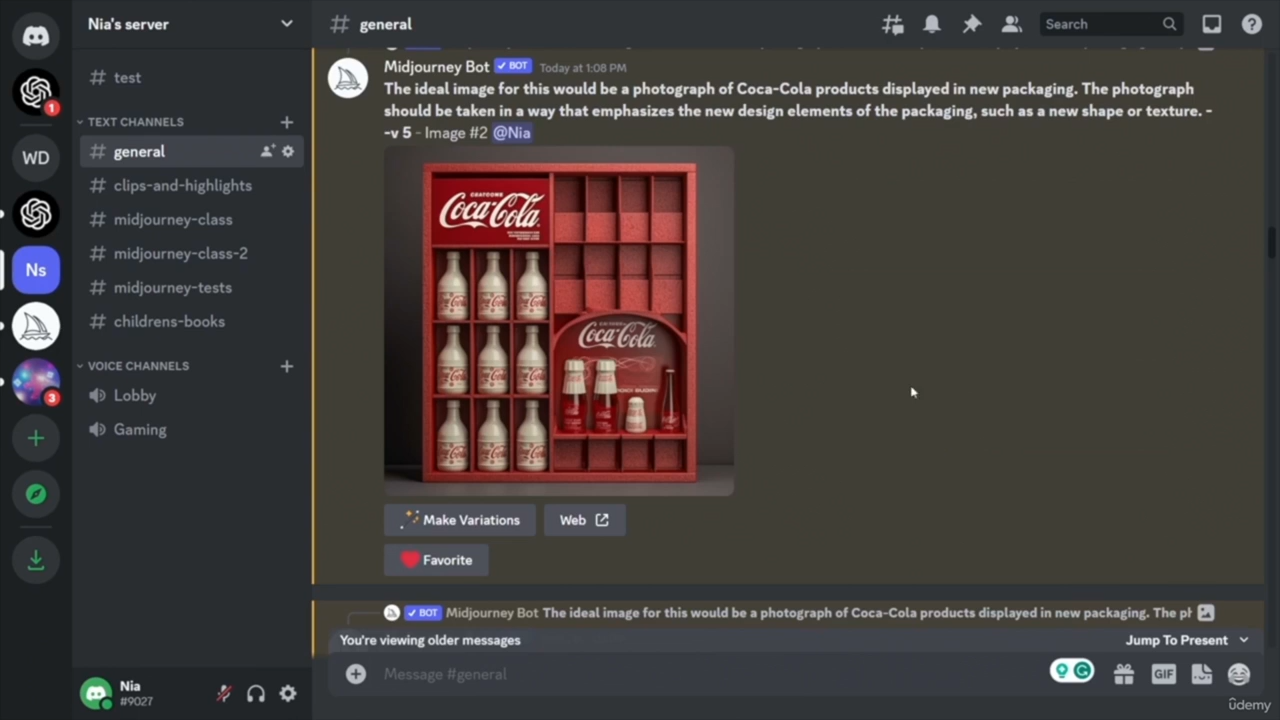 Nia's server
general
Search
test
TEXT CHANNELS
general
clips-and-highlights
midjourney-class
midjourney-class-2
midjourney-tests
childrens-books
VOICE CHANNELS
Lobby
Gaming
WD
Ns
1
3
Nia
#9027
Midjourney Bot BOT Today at 1:08 PM
The ideal image for this would be a photograph of Coca-Cola products displayed in new packaging. The photograph
should be taken in a way that emphasizes the new design elements of the packaging, such as a new shape or texture. -
-v 5 - Image #2 @Nia
Coca-Cola
Coca-Cola
Make Variations
Web
Favorite
BOT Midjourney Bot The ideal image for this would be a photograph of Coca-Cola products displayed in new packaging. The pl
You're viewing older messages
Jump To Present
Message #general
GIF
ûdemy